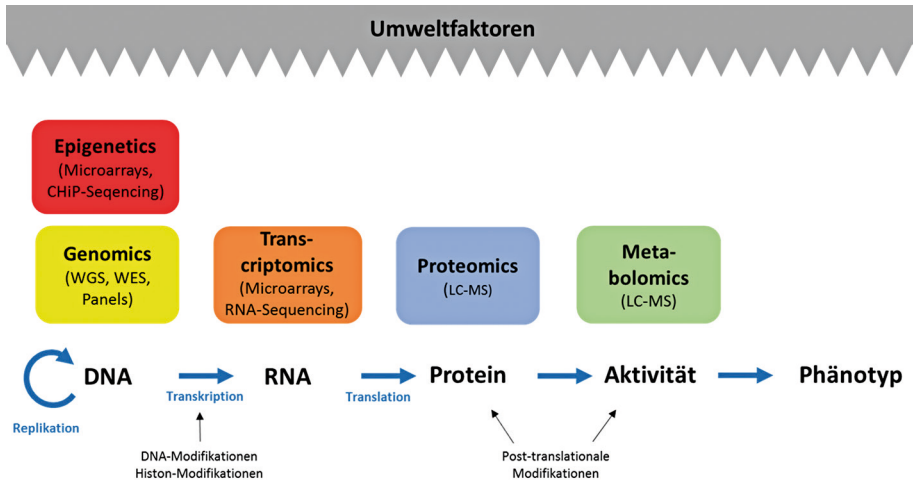 Umweltfaktoren
Epigenetics
(Microarrays,
CHiP-Seqencing)
Genomics
(WGS, WES,
Panels)
Trans-
criptomics
(Microarrays,
RNA-Sequencing)
Proteomics
(LC-MS)
Meta-
bolomics
(LC-MS)
DNA
RNA
Protein
Aktivität
Phänotyp
Replikation
Transkription
Translation
DNA-Modifikationen
Histon-Modifikationen
Post-translationale
Modifikationen